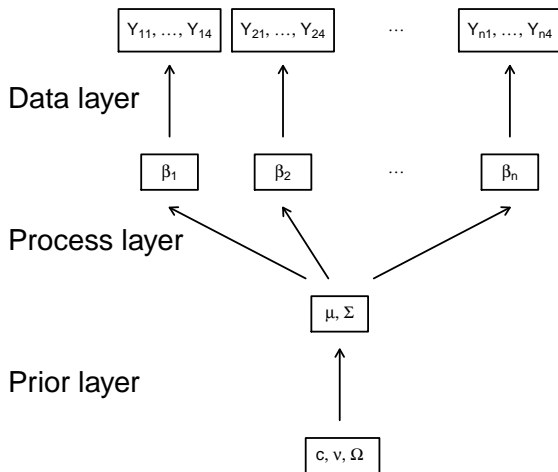 Y11, ..., Y14 Y21, ..., Y24 ... Yn1, ..., Yn4
Data layer
β1 β2 ... βn
Process layer
μ, Σ
Prior layer
c, ν, Ω